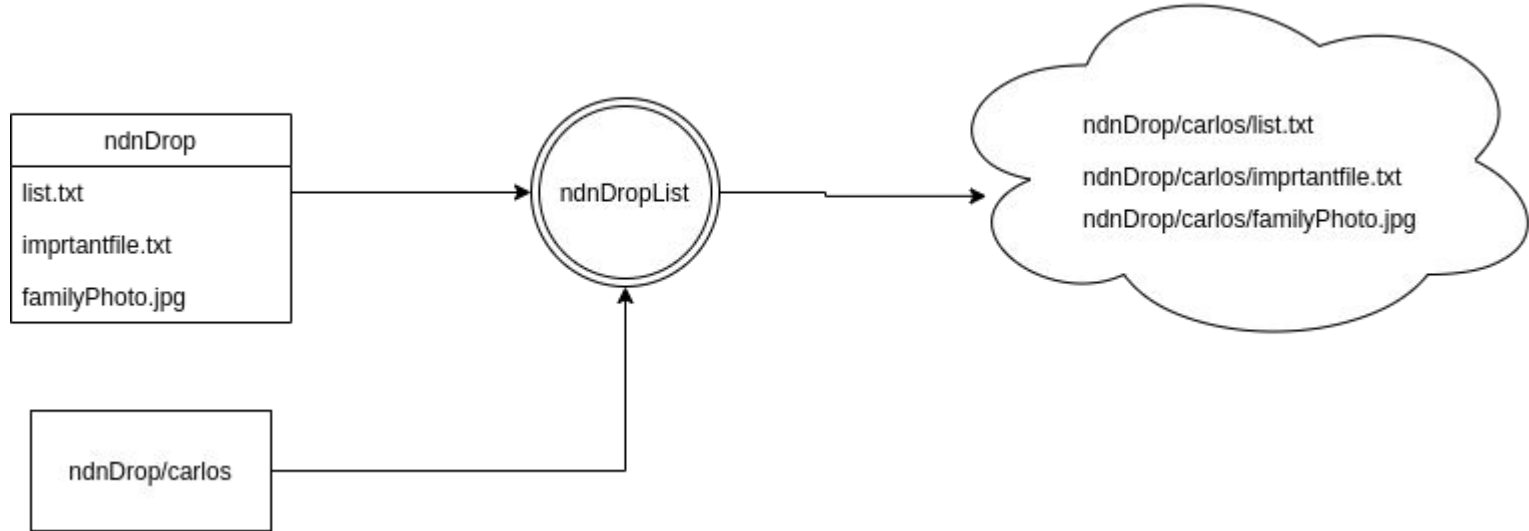 ndnDrop
list.txt
imprtantfile.txt
familyPhoto.jpg
ndnDrop/carlos
ndnDropList
ndnDrop/carlos/list.txt
ndnDrop/carlos/imprtantfile.txt
ndnDrop/carlos/familyPhoto.jpg